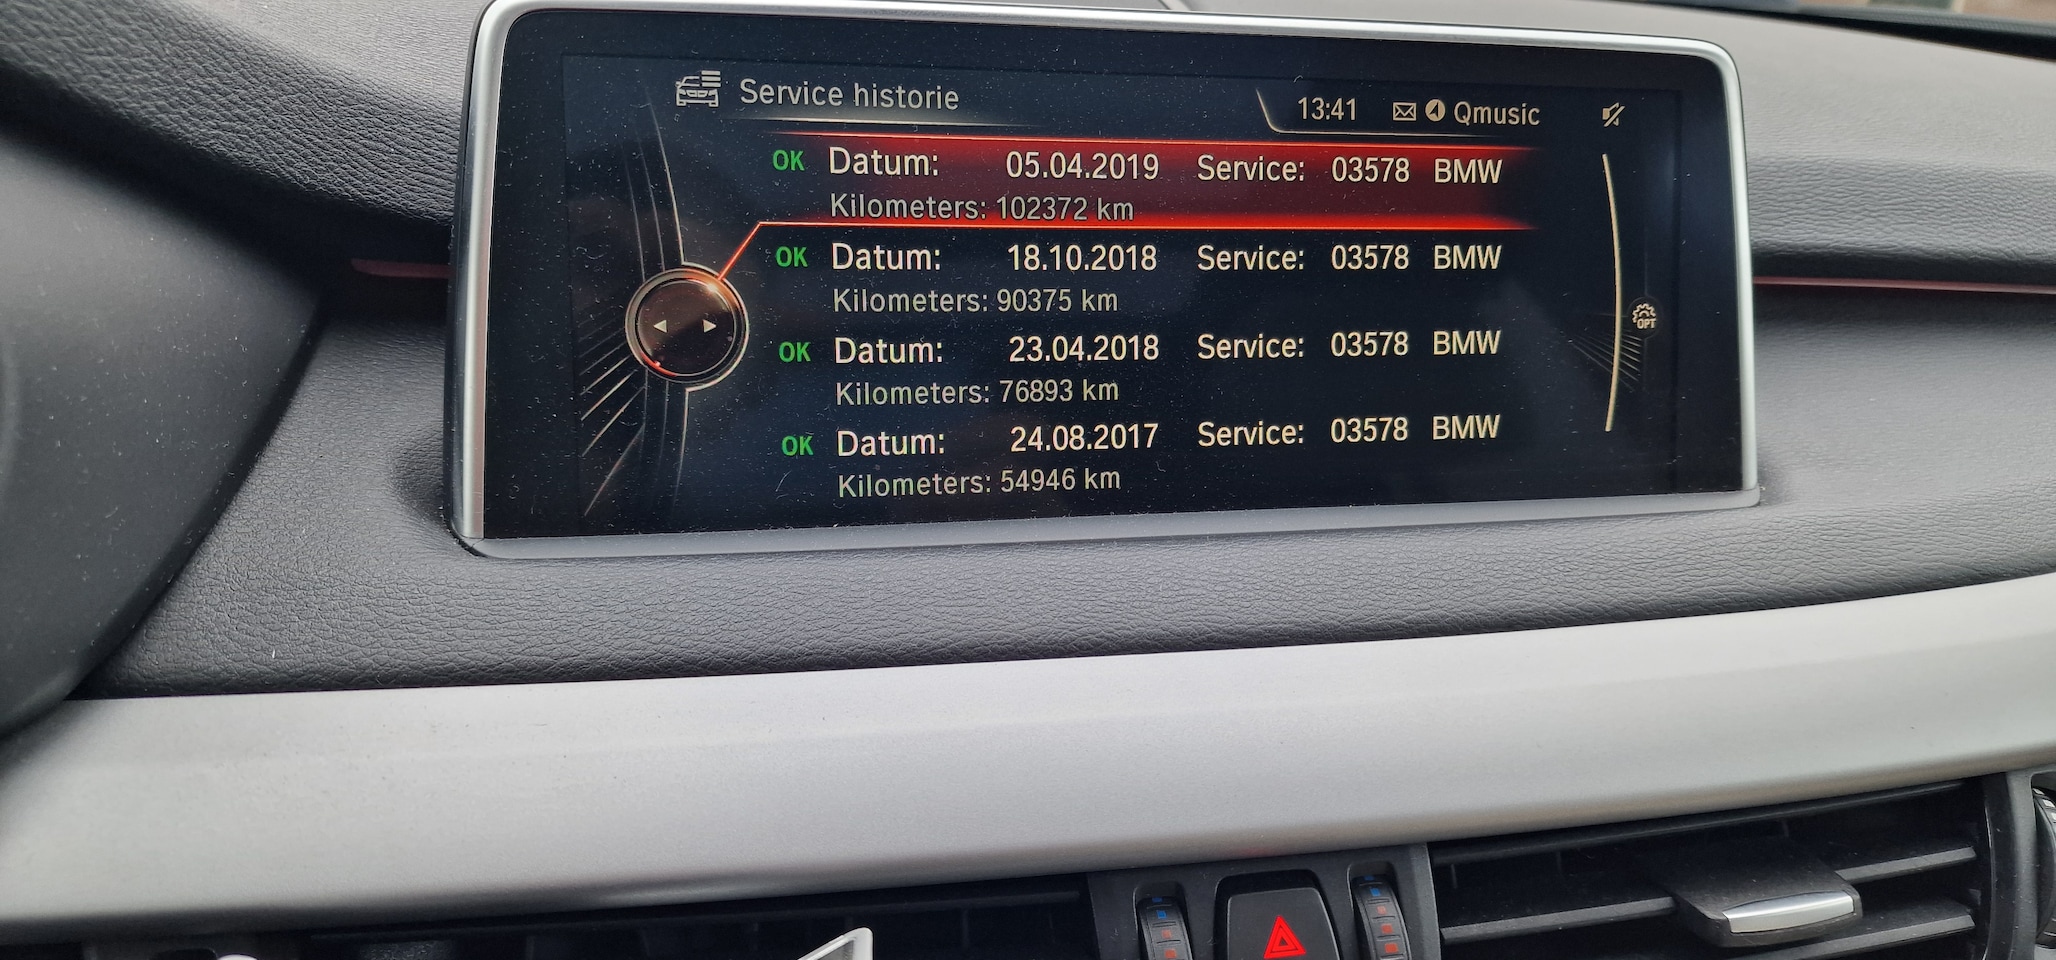 Service historie
13:41 Qmusic
OK Datum: 05.04.2019 Service: 03578 BMW
Kilometers: 102372 km
OK Datum: 18.10.2018 Service: 03578 BMW
Kilometers: 90375 km
OPT
OK Datum: 23.04.2018 Service: 03578 BMW
Kilometers: 76893 km
OK Datum: 24.08.2017 Service: 03578 BMW
Kilometers: 54946 km